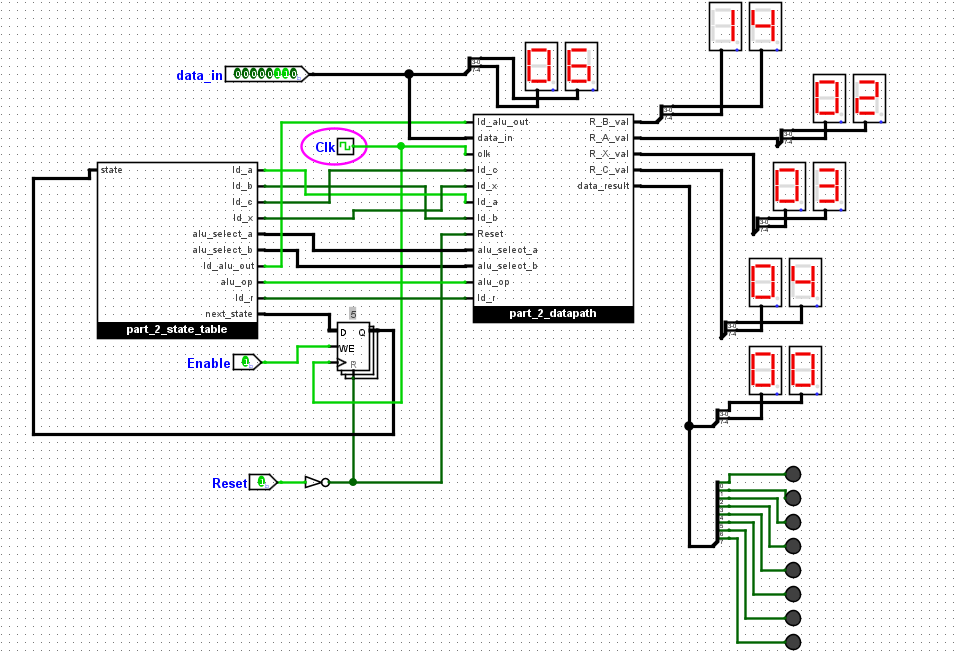 14
06
data_in
02
ld_alu_out
R_B_val
data_in
R_A_val
Clk
clk
R_X_val
state
ld_a
ld_c
R_C_val
ld_b
ld_x
data_result
03
ld_c
ld_a
ld_x
ld_b
alu_select_a
Reset
alu_select_b
alu_select_a
ld_alu_out
alu_select_b
alu_op
alu_op
04
ld_r
ld_r
next_state
part_2_datapath
part_2_state_table
6
D Q
WE
R
Enable
00
Reset